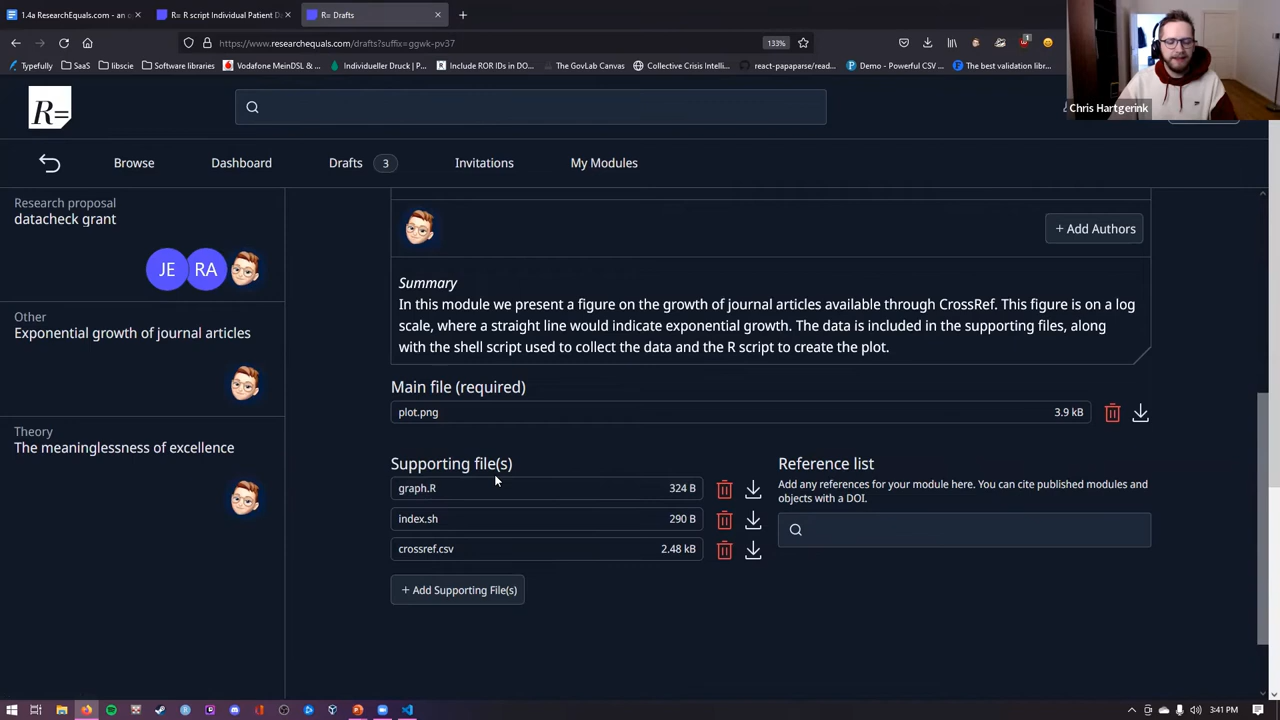 1.4a ResearchEquals.com - an o
R= R script Individual Patient Da
R= Drafts
https://www.researchequals.com/drafts?suffix=ggwk-pv37
133%
1
Typefully
SaaS
libscie
Software libraries
Vodafone MeinDSL & ...
Individueller Druck | P...
Include OR IDs in DO...
The GovLab Canvas
Collective Crisis Intelli...
react-papaparse/read...
Demo - Powerful CSV ...
The best validation libr...
Chris Hartgerink
R=
Browse
Dashboard
Drafts 3
Invitations
My Modules
Research proposal
datacheck grant
JE RA
Other
Exponential growth of journal articles
Theory
The meaninglessness of excellence
+ Add Authors
Summary
In this module we present a figure on the growth of journal articles available through CrossRef. This figure is on a log
scale, where a straight line would indicate exponential growth. The data is included in the supporting files, along
with the shell script used to collect the data and the R script to create the plot.
Main file (required)
plot.png 3.9 kB
Supporting file(s)
graph.R 324 B
index.sh 290 B
crossref.csv 2.48 kB
+ Add Supporting File(s)
Reference list
Add any references for your module here. You can cite published modules and
objects with a DOI.
3:41 PM